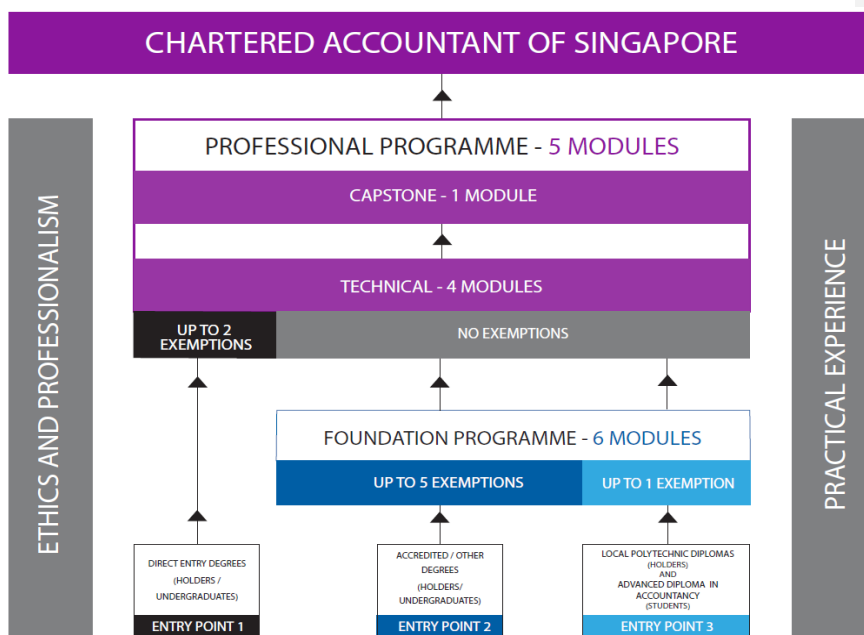 CHARTERED ACCOUNTANT OF SINGAPORE
ETHICS AND PROFESSIONALISM
PROFESSIONAL PROGRAMME - 5 MODULES
CAPSTONE - 1 MODULE
TECHNICAL - 4 MODULES
UP TO 2
EXEMPTIONS
NO EXEMPTIONS
FOUNDATION PROGRAMME - 6 MODULES
UP TO 5 EXEMPTIONS
UP TO 1 EXEMPTION
DIRECT ENTRY DEGREES
(HOLDERS /
UNDERGRADUATES)
ENTRY POINT 1
ACCREDITED / OTHER
DEGREES
(HOLDERS/
UNDERGRADUATES)
ENTRY POINT 2
LOCAL POLYTECHNIC DIPLOMAS
(HOLDERS)
AND
ADVANCED DIPLOMA IN
ACCOUNTANCY
(STUDENTS)
ENTRY POINT 3
PRACTICAL EXPERIENCE